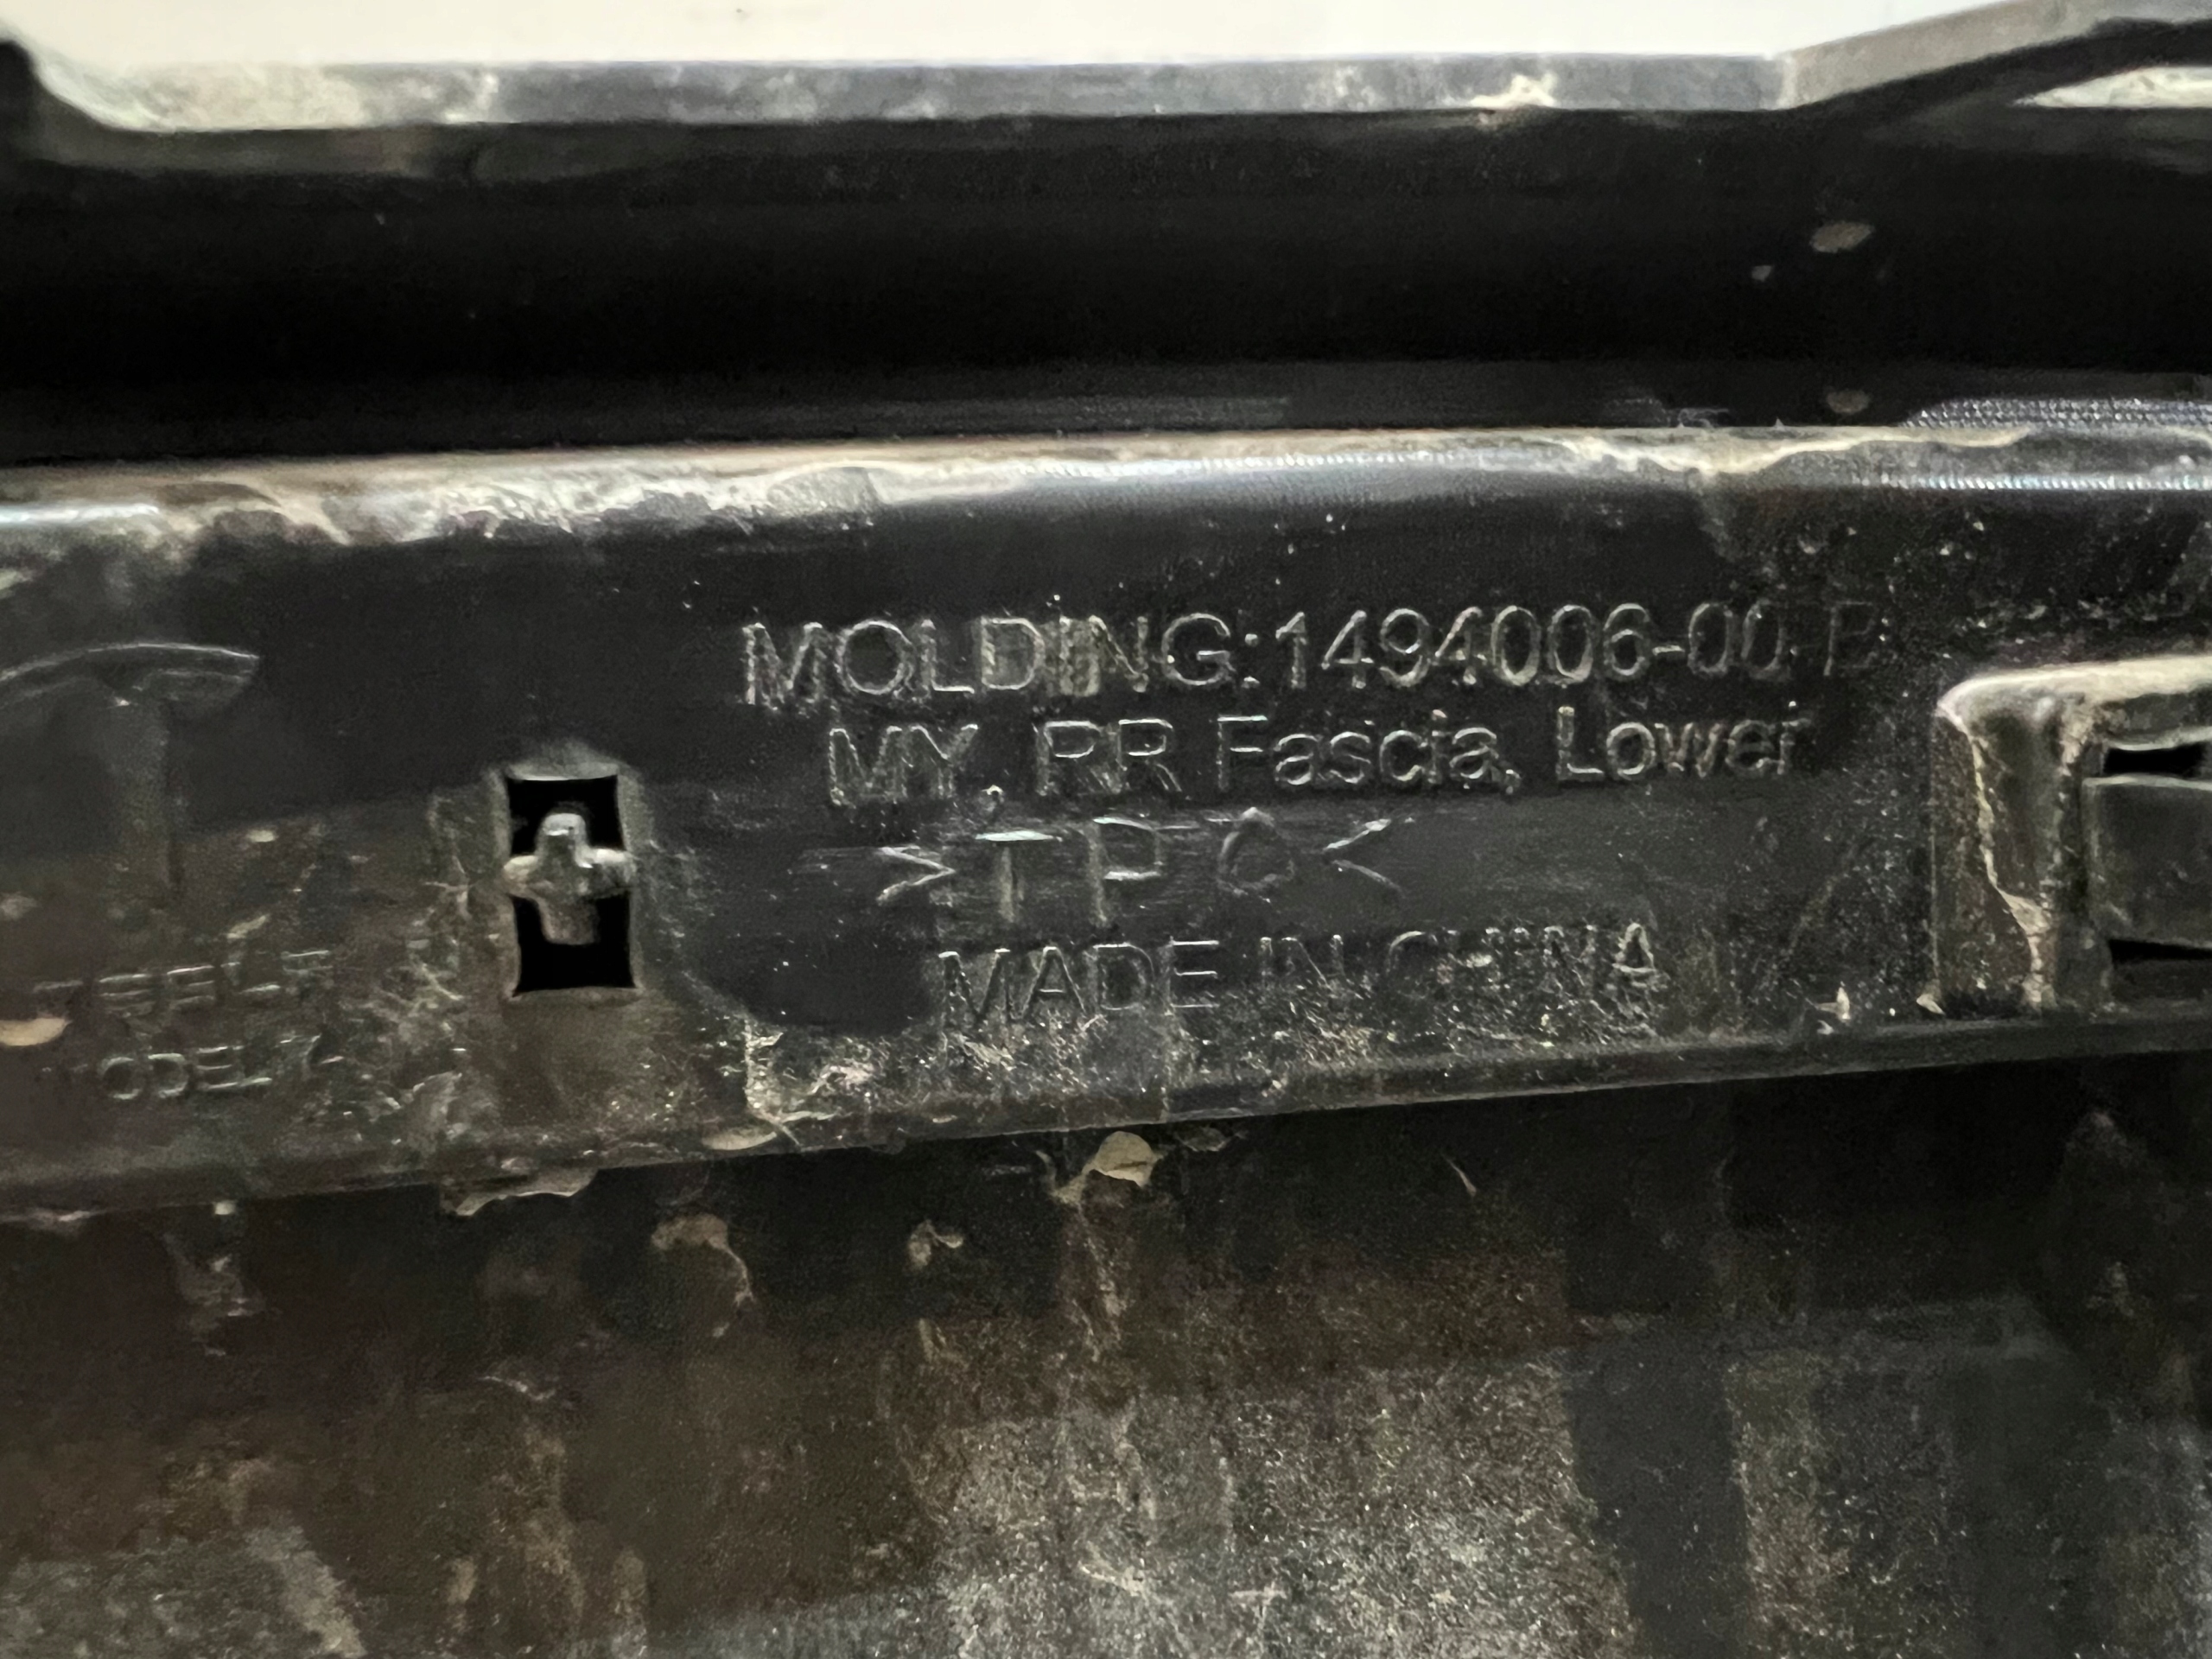 MOLDING:1494006-00-B
MY, RR Fascia, Lower
>TPO<
MADE IN CHINA